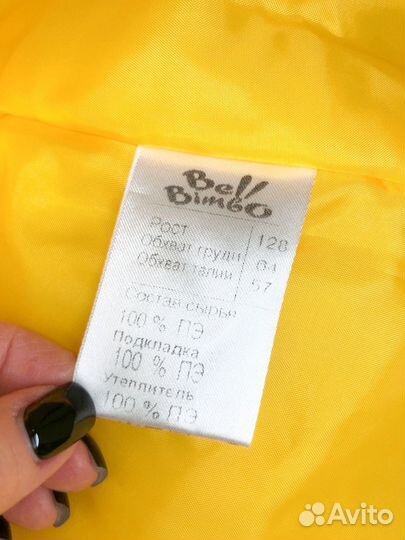 Bell
Bimbo
Рост 128
Обхват груди 64
Обхват талии 57
Состав сырья
100 % ПЭ
Подкладка
100 % ПЭ
Утеплитель
100 % ПЭ
Avito